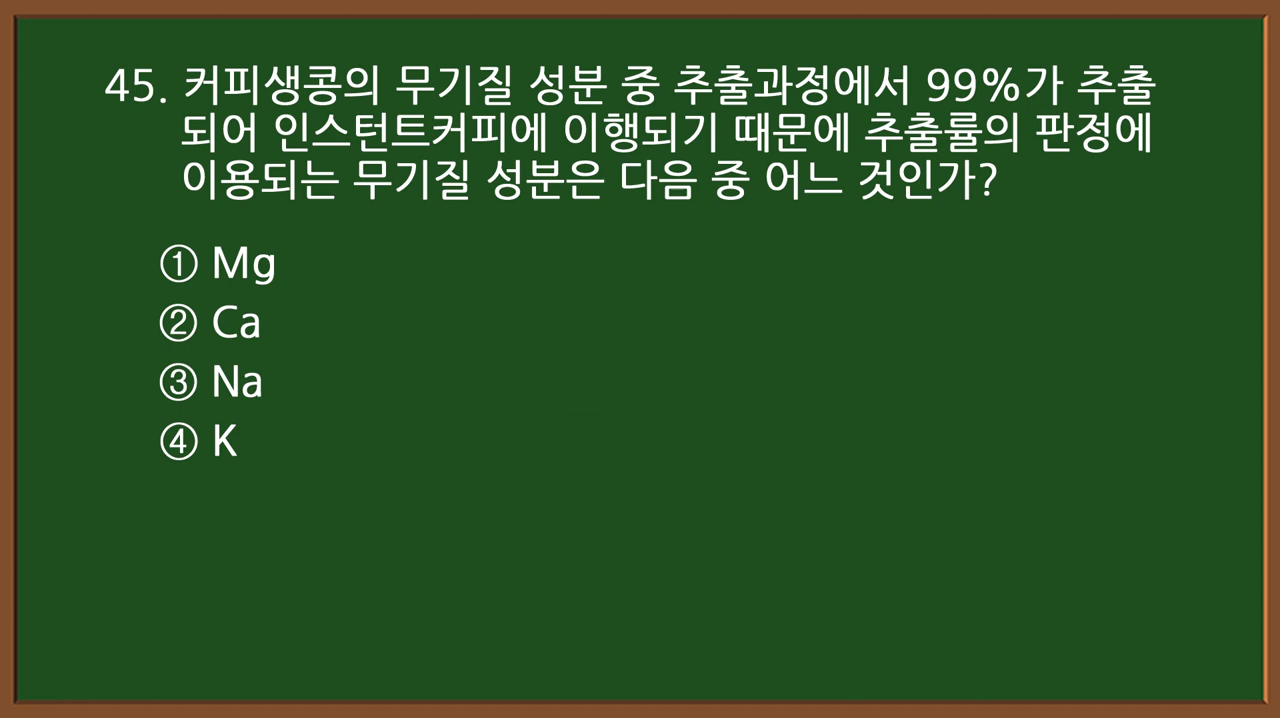 45. 커피생콩의 무기질 성분 중 추출과정에서 99%가 추출
되어 인스턴트커피에 이행되기 때문에 추출률의 판정에
이용되는 무기질 성분은 다음 중 어느 것인가?
① Mg
② Ca
③ Na
④ K